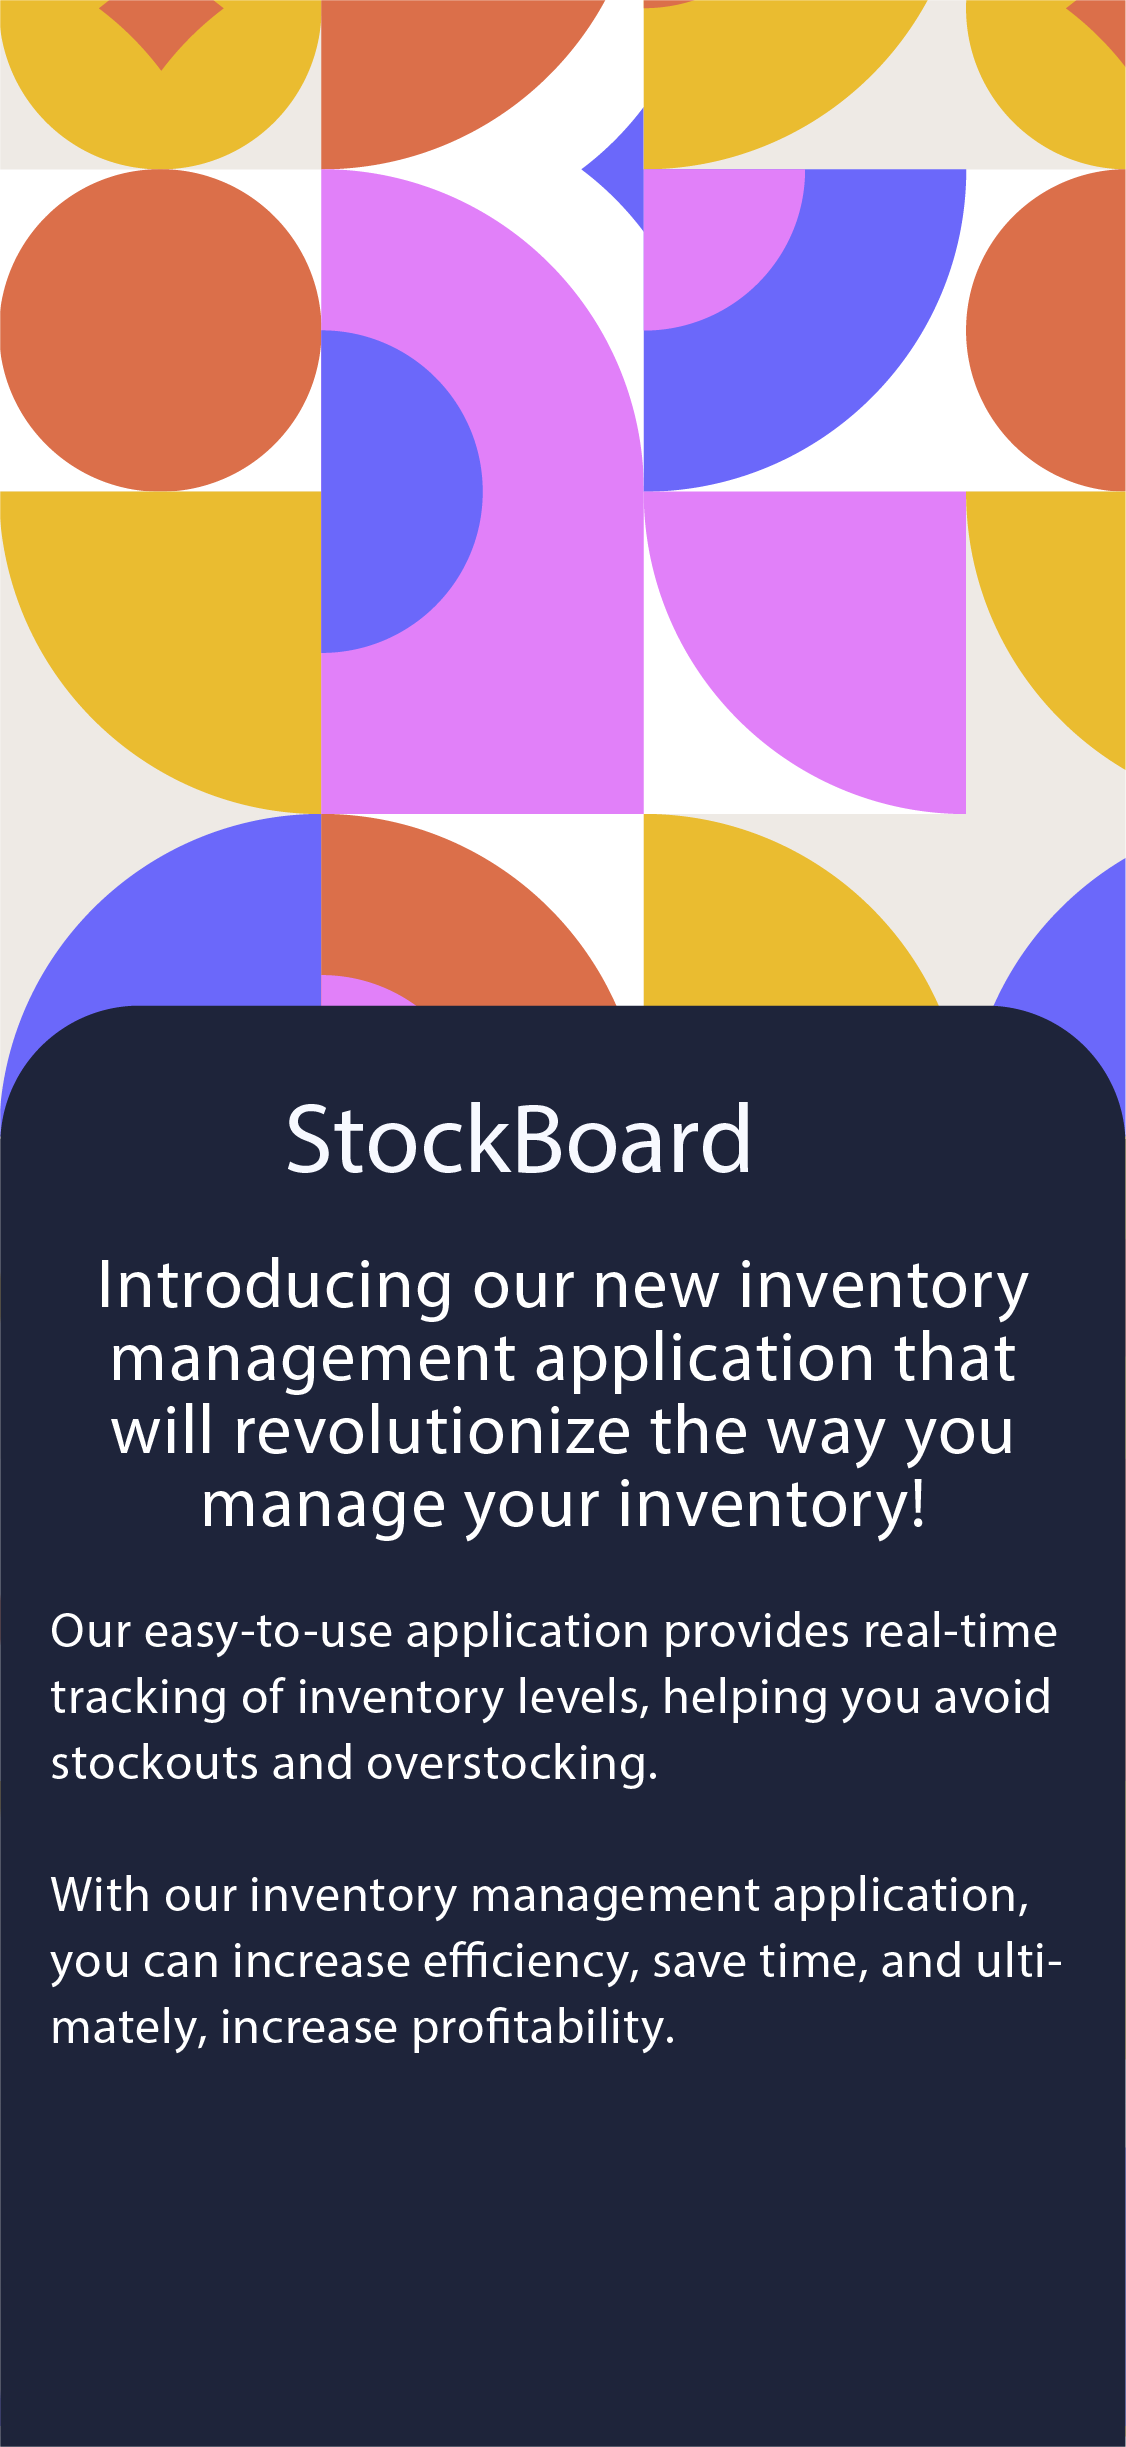 StockBoard
Introducing our new inventory
management application that
will revolutionize the way you
manage your inventory!
Our easy-to-use application provides real-time
tracking of inventory levels, helping you avoid
stockouts and overstocking.
With our inventory management application,
you can increase efficiency, save time, and ulti-
mately, increase profitability.